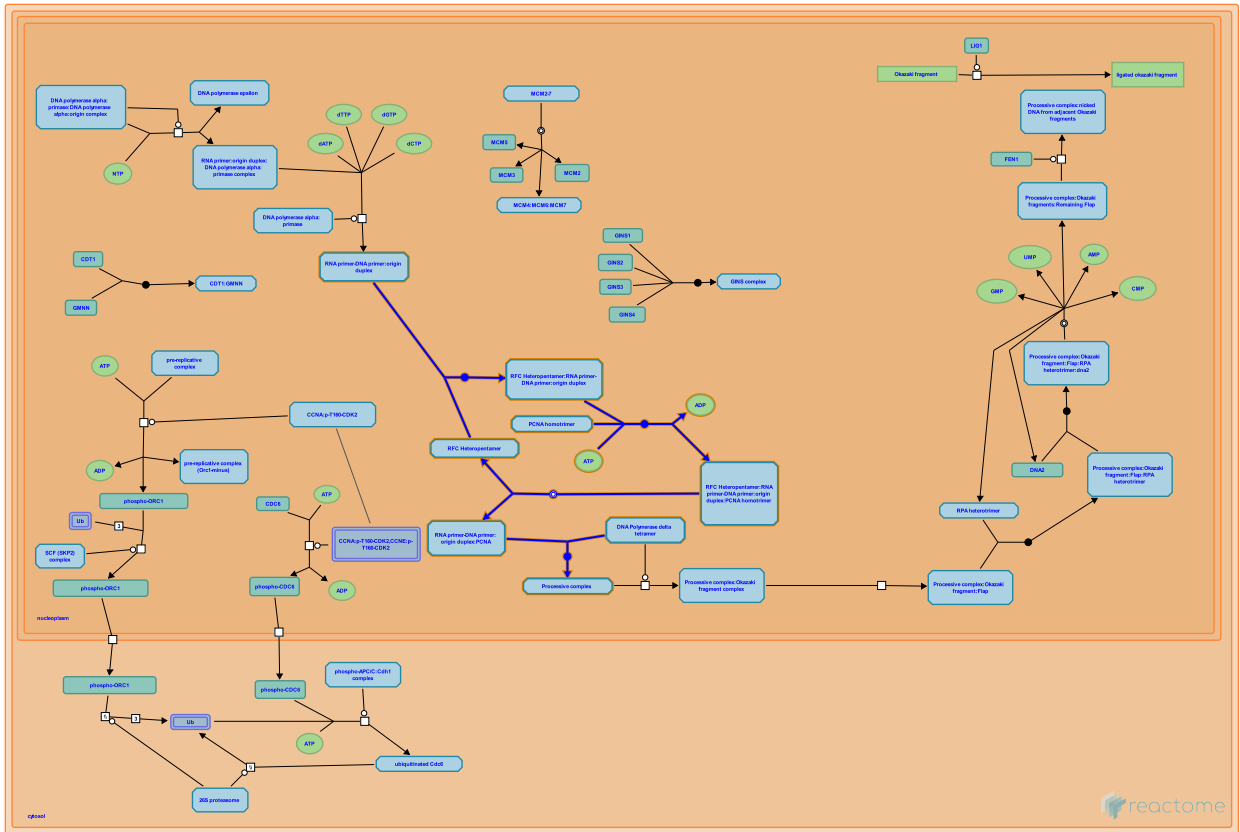 LIG1
Okazaki fragment
ligated okazaki fragment
DNA polymerase alpha:
primase:DNA polymerase
alpha:origin complex
DNA polymerase epsilon
NTP
RNA primer:origin duplex:
DNA polymerase alpha:
primase complex
dTTP
dGTP
dATP
dCTP
DNA polymerase alpha:
primase
RNA primer-DNA primer:origin
duplex
MCM2-7
MCM5
MCM3
MCM2
MCM4:MCM6:MCM7
Processive complex:nicked
DNA from adjacent Okazaki
fragments
FEN1
Processive complex:Okazaki
fragments:Remaining Flap
UMP
AMP
GMP
CMP
Processive complex:Okazaki
fragment:Flap:RPA
heterotrimer:dna2
DNA2
Processive complex:Okazaki
fragment:Flap:RPA
heterotrimer
RPA heterotrimer
CDT1
GMNN
CDT1:GMNN
GINS1
GINS2
GINS3
GINS4
GINS complex
ATP
pre-replicative
complex
CCNA:p-T160-CDK2
ADP
pre-replicative complex
(Orc1-minus)
phospho-ORC1
Ub
3
SCF (SKP2)
complex
phospho-ORC1
CDC6
ATP
CCNA:p-T160-CDK2,CCNE:p-
T160-CDK2
phospho-CDC6
ADP
RFC Heteropentamer:RNA primer-
DNA primer:origin duplex
PCNA homotrimer
ATP
ADP
RFC Heteropentamer
RFC Heteropentamer:RNA
primer-DNA primer:origin
duplex:PCNA homotrimer
RNA primer-DNA primer:
origin duplex:PCNA
DNA Polymerase delta
tetramer
Processive complex
Processive complex:Okazaki
fragment complex
Processive complex:Okazaki
fragment:Flap
nucleoplasm
phospho-ORC1
phospho-CDC6
phospho-APC/C:Cdh1
complex
3
Ub
ATP
ubiquitinated Cdc6
26S proteasome
cytosol
reactome